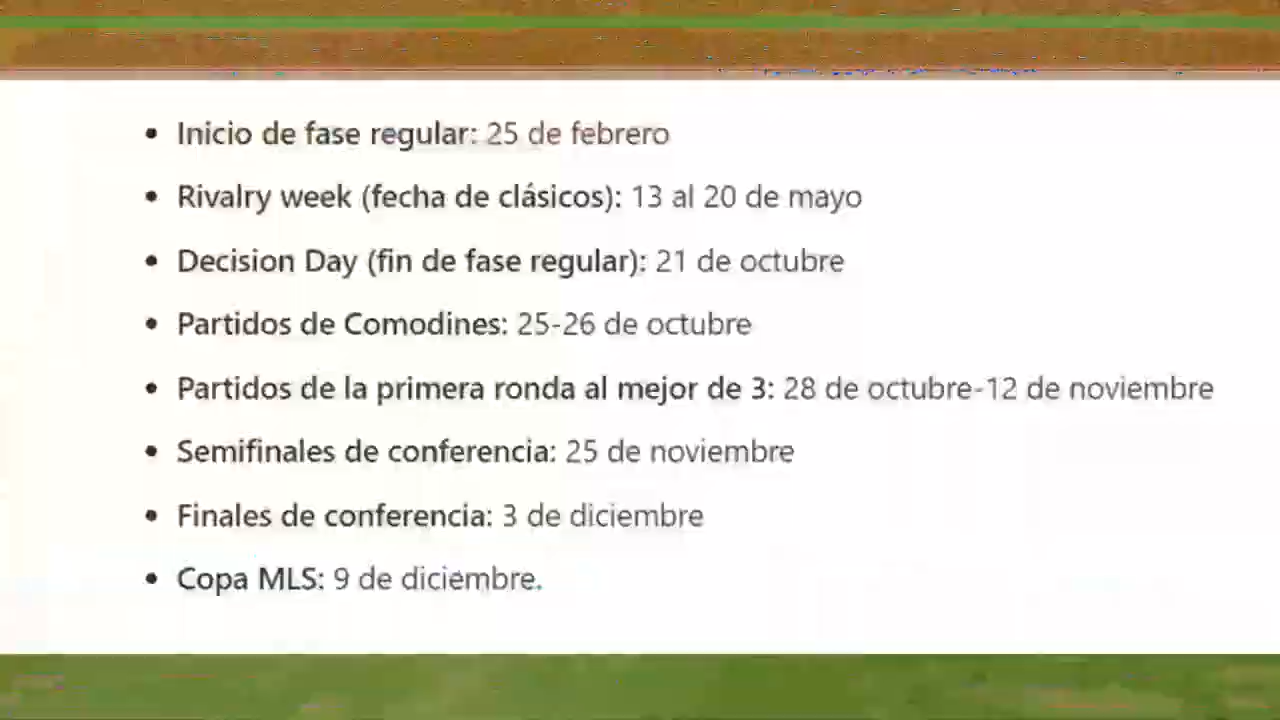 • Inicio de fase regular: 25 de febrero
• Rivalry week (fecha de clásicos): 13 al 20 de mayo
• Decision Day (fin de fase regular): 21 de octubre
• Partidos de Comodines: 25-26 de octubre
• Partidos de la primera ronda al mejor de 3: 28 de octubre-12 de noviembre
• Semifinales de conferencia: 25 de noviembre
• Finales de conferencia: 3 de diciembre
• Copa MLS: 9 de diciembre.